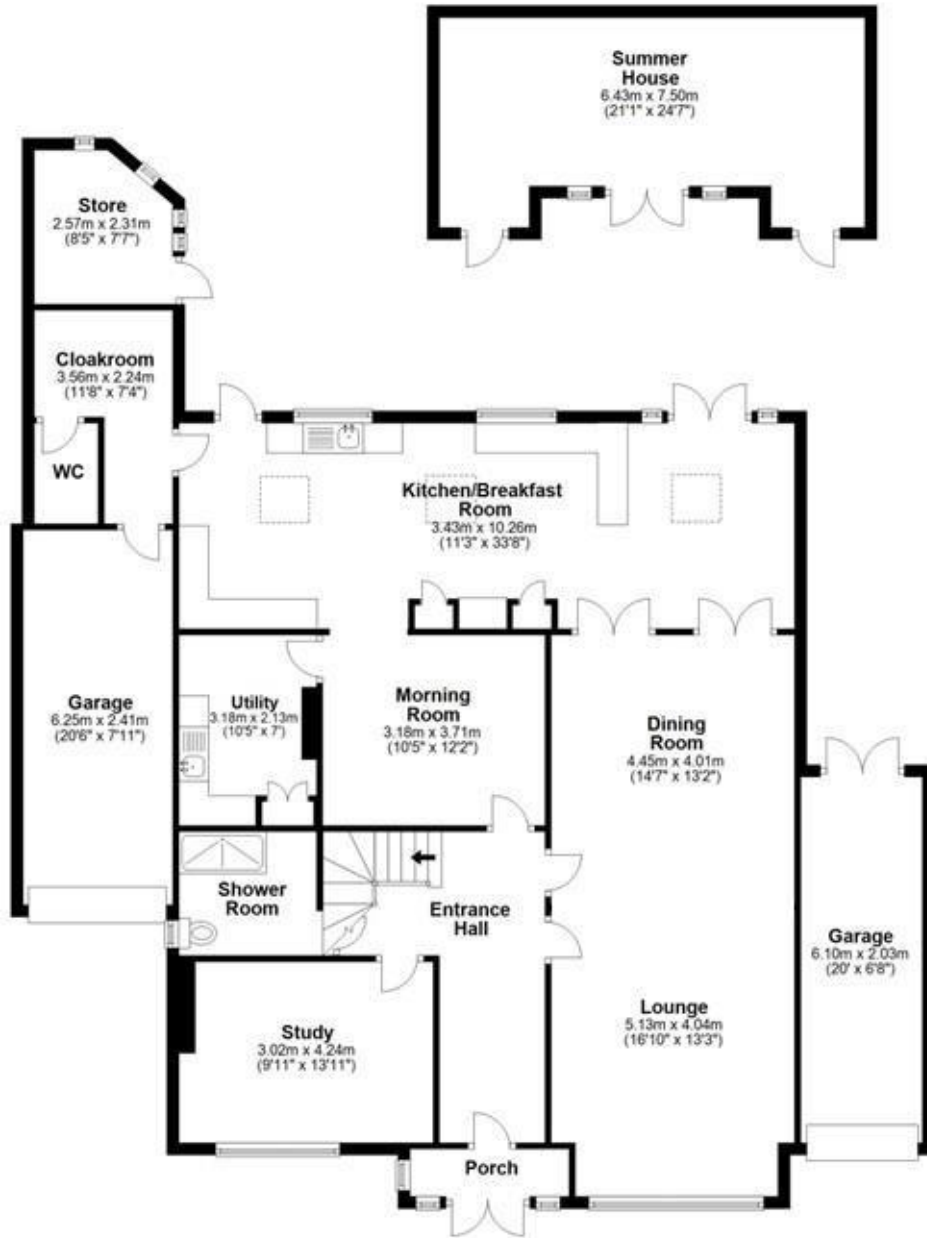 Summer
House
6.43m x 7.50m
(21'1" x 24'7")
Store
2.57m x 2.31m
(8'5" x 7'7")
Cloakroom
3.56m x 2.24m
(11'8" x 7'4")
WC
Kitchen/Breakfast
Room
3.43m x 10.26m
(11'3" x 33'8")
Garage
6.25m x 2.41m
(20'6" x 7'11")
Utility
3.18m x 2.13m
(10'5" x 7')
Morning
Room
3.18m x 3.71m
(10'5" x 12'2")
Dining
Room
4.45m x 4.01m
(14'7" x 13'2")
Shower
Room
Entrance
Hall
Garage
6.10m x 2.03m
(20' x 6'8")
Study
3.02m x 4.24m
(9'11" x 13'11")
Lounge
5.13m x 4.04m
(16'10" x 13'3")
Porch